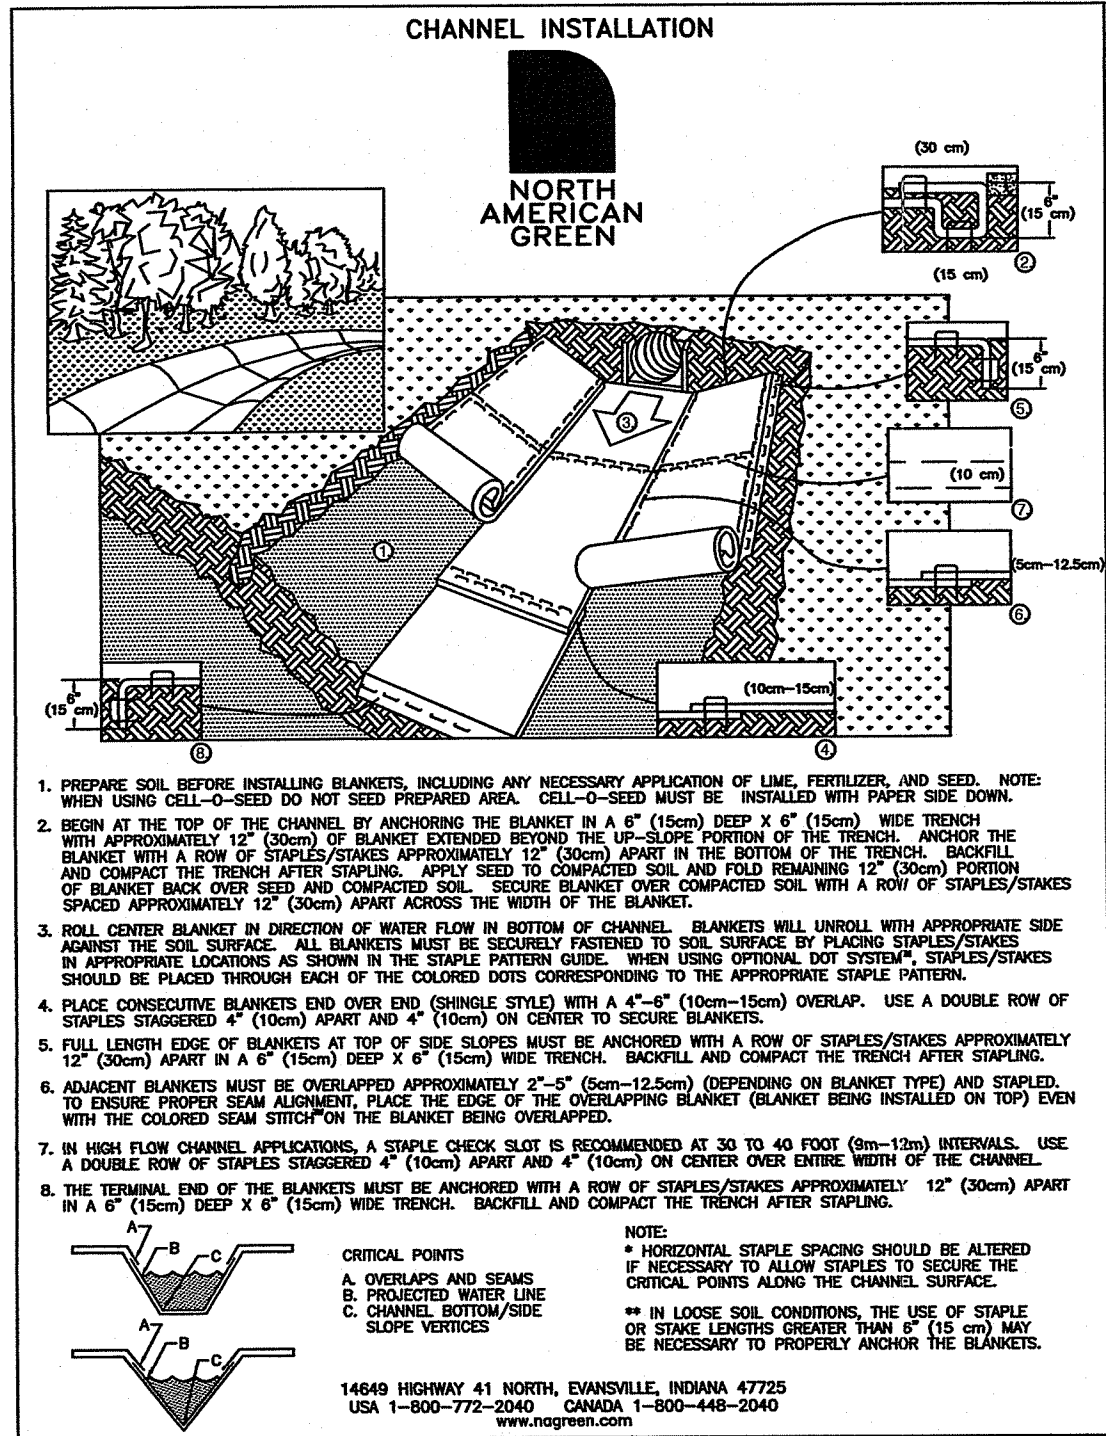 CHANNEL INSTALLATION
NORTH
AMERICAN
GREEN
(30 cm)
6"
(15 cm)
(15 cm)
2.
6"
(15 cm)
5.
3.
(10 cm)
7.
1.
(5cm–12.5cm)
6.
6"
(15 cm)
8.
(10cm–15cm)
4.
1. PREPARE SOIL BEFORE INSTALLING BLANKETS, INCLUDING ANY NECESSARY APPLICATION OF LIME, FERTILIZER, AND SEED. NOTE:
WHEN USING CELL–O–SEED DO NOT SEED PREPARED AREA. CELL–O–SEED MUST BE INSTALLED WITH PAPER SIDE DOWN.
2. BEGIN AT THE TOP OF THE CHANNEL BY ANCHORING THE BLANKET IN A 6" (15cm) DEEP X 6" (15cm) WIDE TRENCH
WITH APPROXIMATELY 12" (30cm) OF BLANKET EXTENDED BEYOND THE UP–SLOPE PORTION OF THE TRENCH. ANCHOR THE
BLANKET WITH A ROW OF STAPLES/STAKES APPROXIMATELY 12" (30cm) APART IN THE BOTTOM OF THE TRENCH. BACKFILL
AND COMPACT THE TRENCH AFTER STAPLING. APPLY SEED TO COMPACTED SOIL AND FOLD REMAINING 12" (30cm) PORTION
OF BLANKET BACK OVER SEED AND COMPACTED SOIL. SECURE BLANKET OVER COMPACTED SOIL WITH A ROW OF STAPLES/STAKES
SPACED APPROXIMATELY 12" (30cm) APART ACROSS THE WIDTH OF THE BLANKET.
3. ROLL CENTER BLANKET IN DIRECTION OF WATER FLOW IN BOTTOM OF CHANNEL. BLANKETS WILL UNROLL WITH APPROPRIATE SIDE
AGAINST THE SOIL SURFACE. ALL BLANKETS MUST BE SECURELY FASTENED TO SOIL SURFACE BY PLACING STAPLES/STAKES
IN APPROPRIATE LOCATIONS AS SHOWN IN THE STAPLE PATTERN GUIDE. WHEN USING OPTIONAL DOT SYSTEM™, STAPLES/STAKES
SHOULD BE PLACED THROUGH EACH OF THE COLORED DOTS CORRESPONDING TO THE APPROPRIATE STAPLE PATTERN.
4. PLACE CONSECUTIVE BLANKETS END OVER END (SHINGLE STYLE) WITH A 4"–6" (10cm–15cm) OVERLAP. USE A DOUBLE ROW OF
STAPLES STAGGERED 4" (10cm) APART AND 4" (10cm) ON CENTER TO SECURE BLANKETS.
5. FULL LENGTH EDGE OF BLANKETS AT TOP OF SIDE SLOPES MUST BE ANCHORED WITH A ROW OF STAPLES/STAKES APPROXIMATELY
12" (30cm) APART IN A 6" (15cm) DEEP X 6" (15cm) WIDE TRENCH. BACKFILL AND COMPACT THE TRENCH AFTER STAPLING.
6. ADJACENT BLANKETS MUST BE OVERLAPPED APPROXIMATELY 2"–5" (5cm–12.5cm) (DEPENDING ON BLANKET TYPE) AND STAPLED.
TO ENSURE PROPER SEAM ALIGNMENT, PLACE THE EDGE OF THE OVERLAPPING BLANKET (BLANKET BEING INSTALLED ON TOP) EVEN
WITH THE COLORED SEAM STITCH™ ON THE BLANKET BEING OVERLAPPED.
7. IN HIGH FLOW CHANNEL APPLICATIONS, A STAPLE CHECK SLOT IS RECOMMENDED AT 30 TO 40 FOOT (9m–12m) INTERVALS. USE
A DOUBLE ROW OF STAPLES STAGGERED 4" (10cm) APART AND 4" (10cm) ON CENTER OVER ENTIRE WIDTH OF THE CHANNEL.
8. THE TERMINAL END OF THE BLANKETS MUST BE ANCHORED WITH A ROW OF STAPLES/STAKES APPROXIMATELY 12" (30cm) APART
IN A 6" (15cm) DEEP X 6" (15cm) WIDE TRENCH. BACKFILL AND COMPACT THE TRENCH AFTER STAPLING.
A
B
C
A
B
C
CRITICAL POINTS
A. OVERLAPS AND SEAMS
B. PROJECTED WATER LINE
C. CHANNEL BOTTOM/SIDE
SLOPE VERTICES
NOTE:
* HORIZONTAL STAPLE SPACING SHOULD BE ALTERED
IF NECESSARY TO ALLOW STAPLES TO SECURE THE
CRITICAL POINTS ALONG THE CHANNEL SURFACE.
** IN LOOSE SOIL CONDITIONS, THE USE OF STAPLE
OR STAKE LENGTHS GREATER THAN 6" (15 cm) MAY
BE NECESSARY TO PROPERLY ANCHOR THE BLANKETS.
14649 HIGHWAY 41 NORTH, EVANSVILLE, INDIANA 47725
USA 1–800–772–2040 CANADA 1–800–448–2040
www.nagreen.com